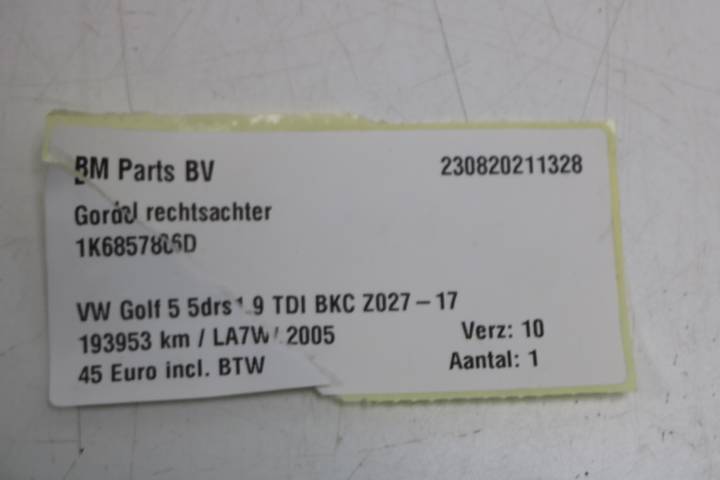 BM Parts BV 230820211328
Gordel rechtsachter
1K6857806D
VW Golf 5 5drs 1.9 TDI BKC Z027-17
193953 km / LA7W / 2005 Verz: 10
45 Euro incl. BTW Aantal: 1